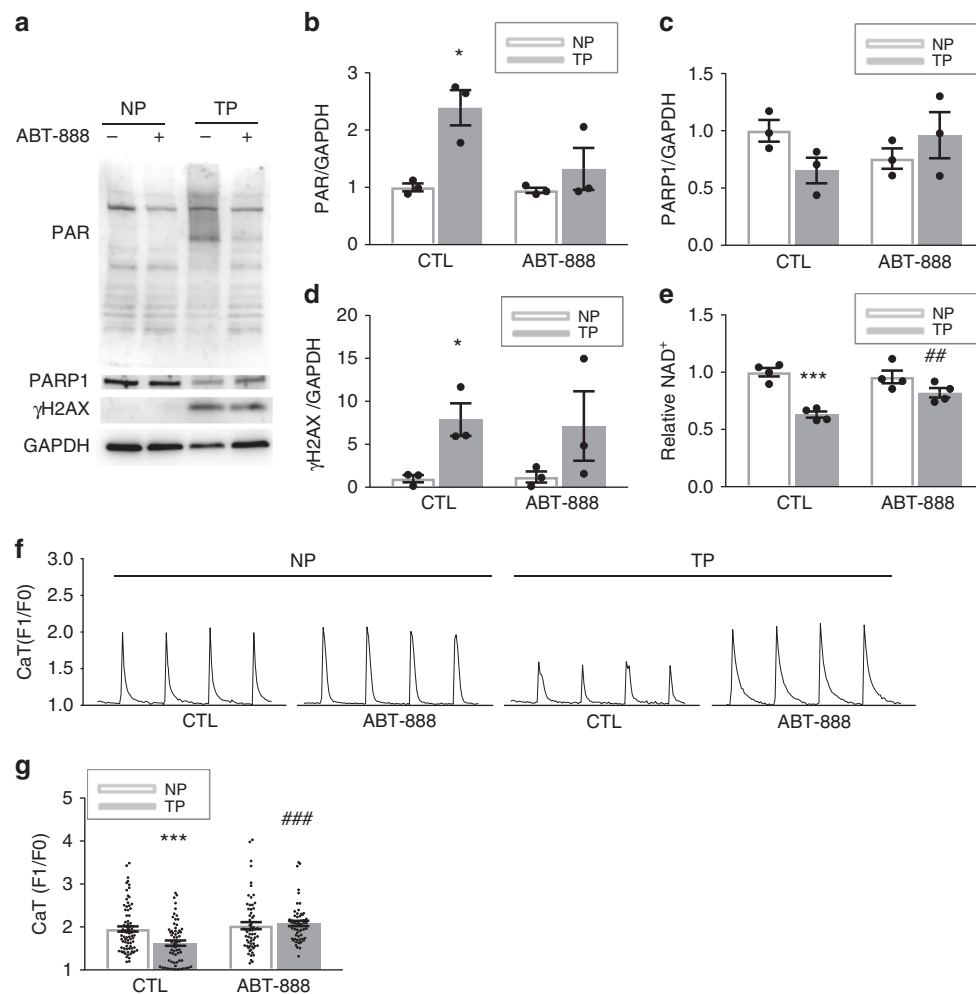 a
NP TP
ABT-888 – + – +
PAR
PARP1
γH2AX
GAPDH
b
NP
TP
*
3
2
1
0
PAR/GAPDH
CTL ABT-888
c
NP
TP
1.5
1.0
0.5
0.0
PARP1/GAPDH
CTL ABT-888
d
NP
TP
*
20
15
10
5
0
γH2AX /GAPDH
CTL ABT-888
e
NP
TP
*** ##
1.5
1.0
0.5
0.0
Relative NAD+
CTL ABT-888
f
NP TP
3.0
2.0
1.5
1.0
CaT(F1/F0)
CTL ABT-888 CTL ABT-888
g
NP
TP
*** ###
5
4
3
2
1
CaT (F1/F0)
CTL ABT-888